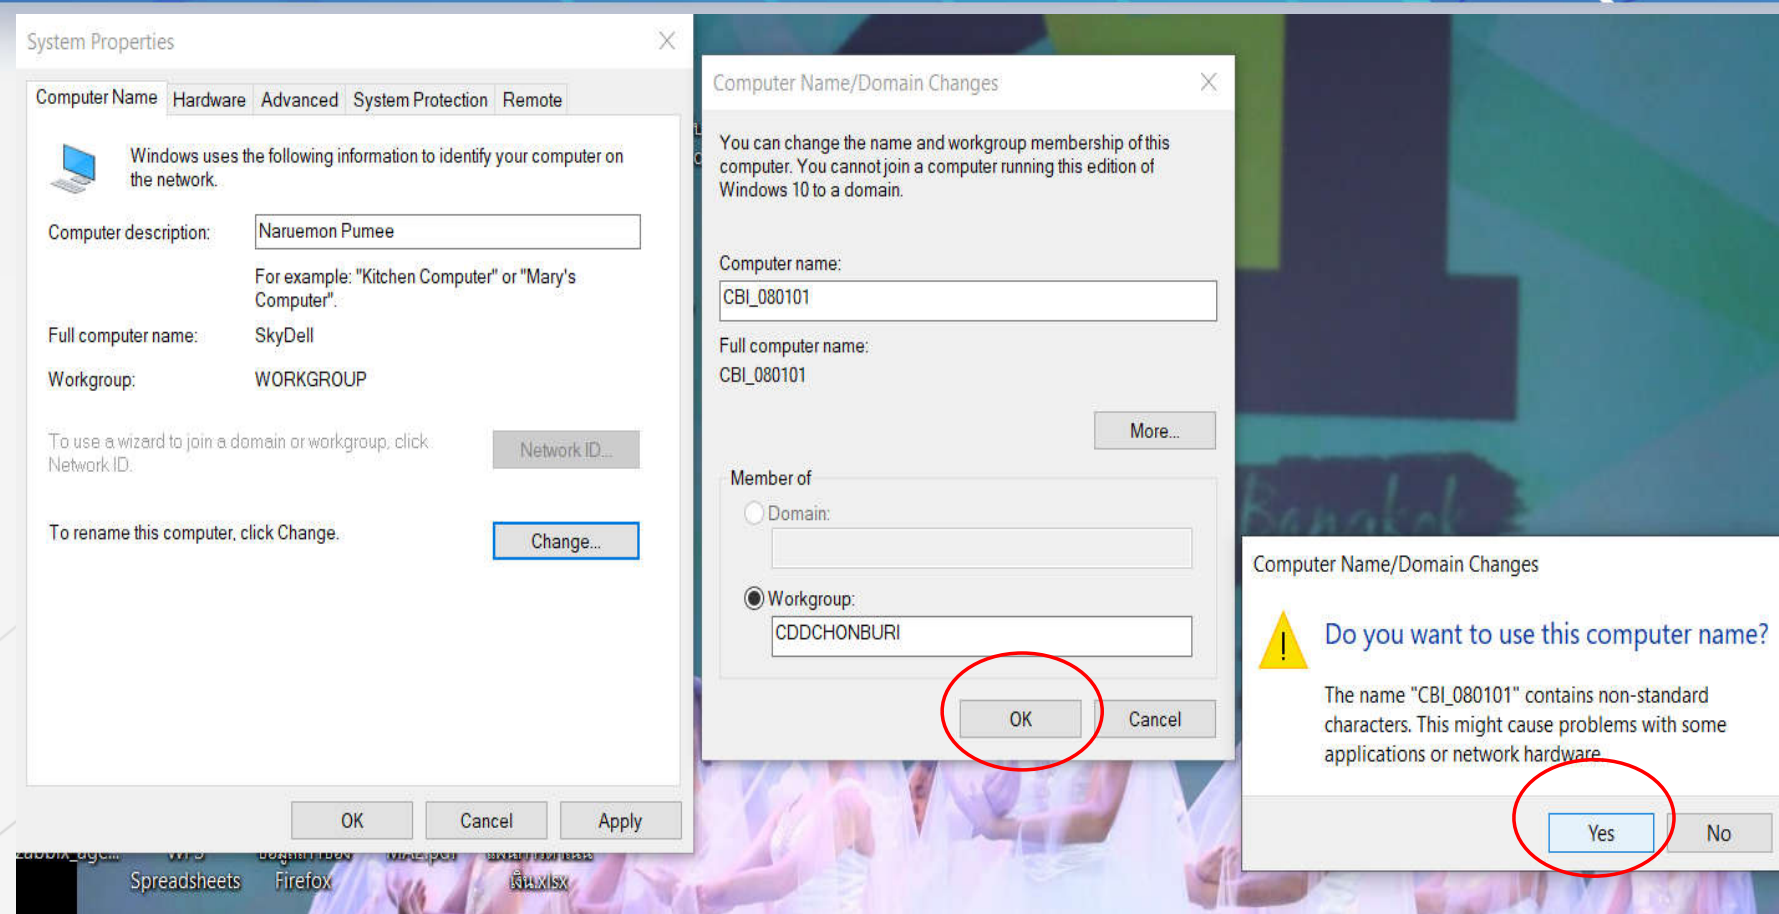 System Properties
Computer Name
Hardware
Advanced
System Protection
Remote
Windows uses the following information to identify your computer on
the network.
Computer description:
Naruemon Pumee
For example: "Kitchen Computer" or "Mary's
Computer".
Full computer name:
SkyDell
Workgroup:
WORKGROUP
To use a wizard to join a domain or workgroup, click
Network ID.
Network ID...
To rename this computer, click Change.
Change...
OK
Cancel
Apply
Computer Name/Domain Changes
You can change the name and workgroup membership of this
computer. You cannot join a computer running this edition of
Windows 10 to a domain.
Computer name:
CBI_080101
Full computer name:
CBI_080101
More...
Member of
Domain:
Workgroup:
CDDCHONBURI
OK
Cancel
Bangkok
Computer Name/Domain Changes
Do you want to use this computer name?
The name "CBI_080101" contains non-standard
characters. This might cause problems with some
applications or network hardware.
Yes
No
Spreadsheets
Firefox
เงิน.xlsx